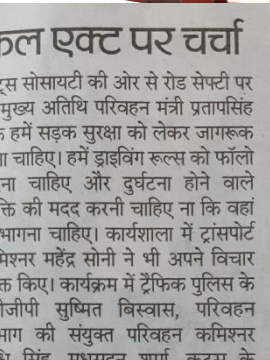 कल एक्ट पर चर्चा
ट्स सोसायटी की ओर से रोड सेफ्टी पर
मुख्य अतिथि परिवहन मंत्री प्रतापसिंह
हमें सड़क सुरक्षा को लेकर जागरूक
चाहिए। हमें ड्राइविंग रूल्स को फॉलो
ना चाहिए और दुर्घटना होने वाले
क्ति की मदद करनी चाहिए ना कि वहां
भागना चाहिए। कार्यशाला में ट्रांसपोर्ट
मिश्नर महेंद्र सोनी ने भी अपने विचार
क्त किए। कार्यक्रम में ट्रैफिक पुलिस के
ीजीपी सुष्मित बिस्वास, परिवहन
भाग की संयुक्त परिवहन कमिश्नर